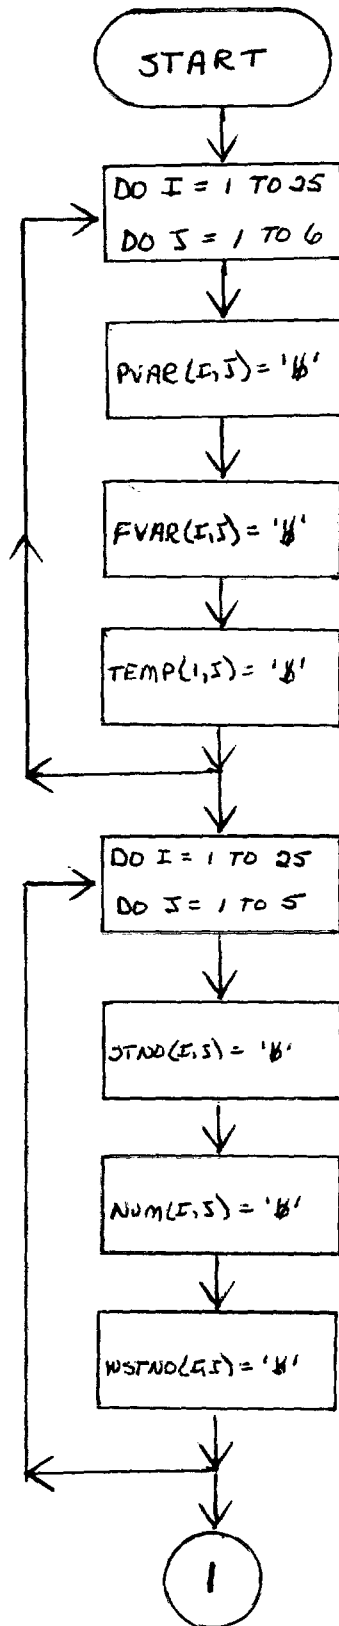 START
DO I = 1 TO 25
DO J = 1 TO 6
PVAR(I,J) = 'b̸'
FVAR(I,J) = 'b̸'
TEMP(1,J) = 'b̸'
DO I = 1 TO 25
DO J = 1 TO 5
STNO(I,J) = 'b̸'
NUM(I,J) = 'b̸'
WSTNO(I,J) = 'b̸'
1